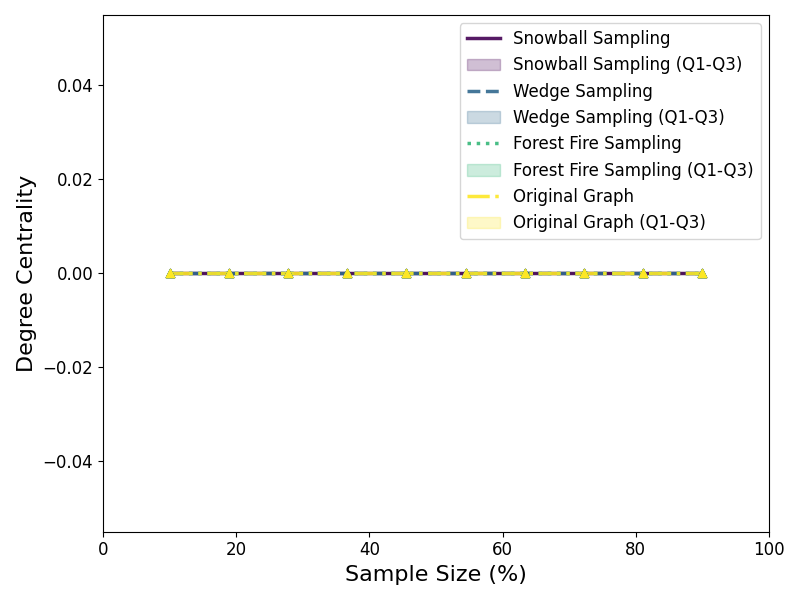 Snowball Sampling
Snowball Sampling (Q1-Q3)
Wedge Sampling
Wedge Sampling (Q1-Q3)
Forest Fire Sampling
Forest Fire Sampling (Q1-Q3)
Original Graph
Original Graph (Q1-Q3)
Degree Centrality
0.04
0.02
0.00
−0.02
−0.04
0 20 40 60 80 100
Sample Size (%)